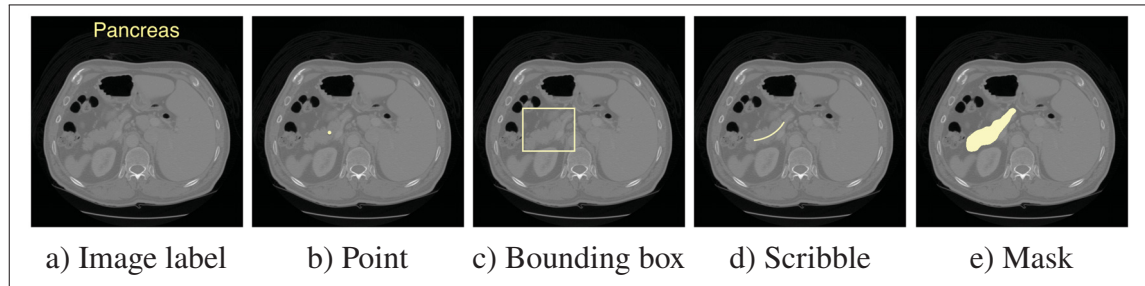 Pancreas
a) Image label
b) Point
c) Bounding box
d) Scribble
e) Mask